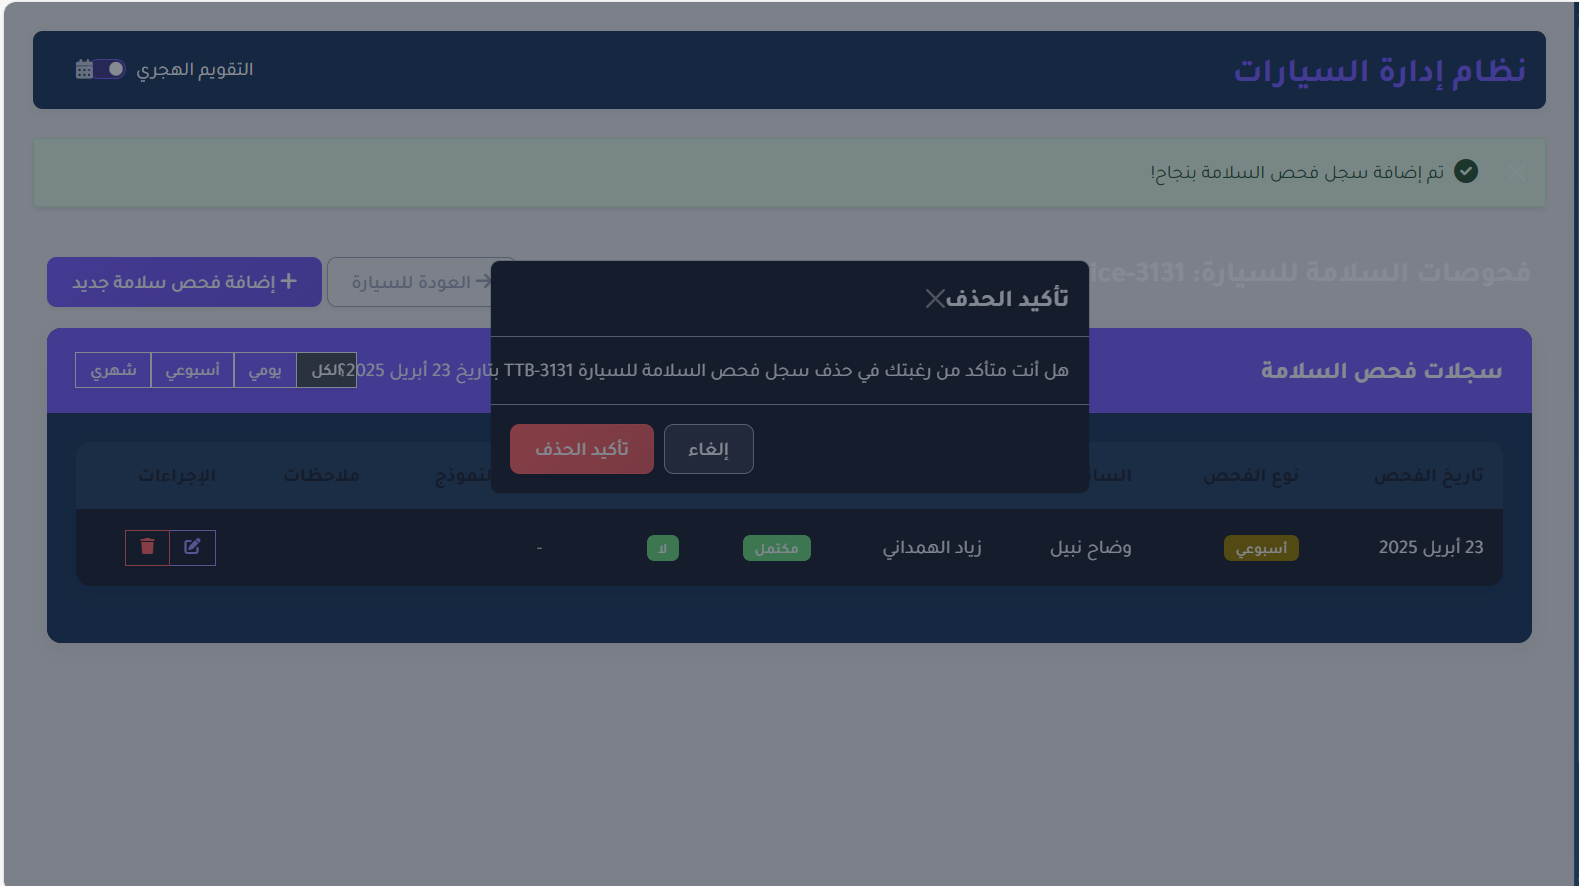 نظام إدارة السيارات
التقويم الهجري
تم إضافة سجل فحص السلامة بنجاح!
فحوصات السلامة للسيارة: ice-3131
العودة للسيارة
إضافة فحص سلامة جديد
تأكيد الحذف
هل أنت متأكد من رغبتك في حذف سجل فحص السلامة للسيارة TTB-3131 بتاريخ 23 أبريل 2025؟
إلغاء
تأكيد الحذف
سجلات فحص السلامة
الكل
يومي
أسبوعي
شهري
تاريخ الفحص نوع الفحص السائ النموذج ملاحظات الإجراءات
23 أبريل 2025 أسبوعي وضاح نبيل زياد الهمداني مكتمل لا -